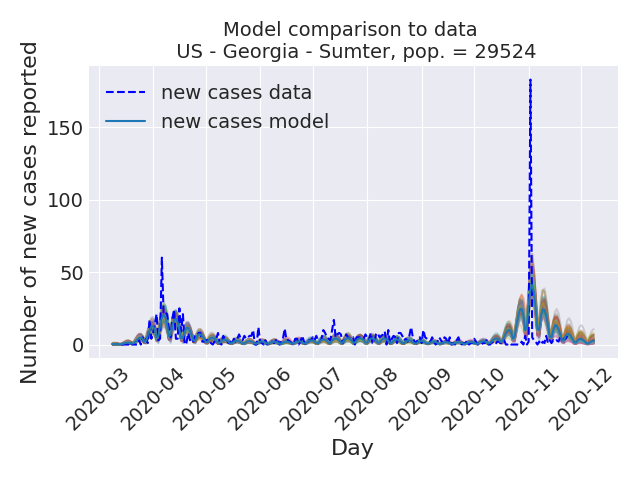 Model comparison to data
US - Georgia - Sumter, pop. = 29524
new cases data
new cases model
Number of new cases reported
150
100
50
0
2020-03
2020-04
2020-05
2020-06
2020-07
2020-08
2020-09
2020-10
2020-11
2020-12
Day